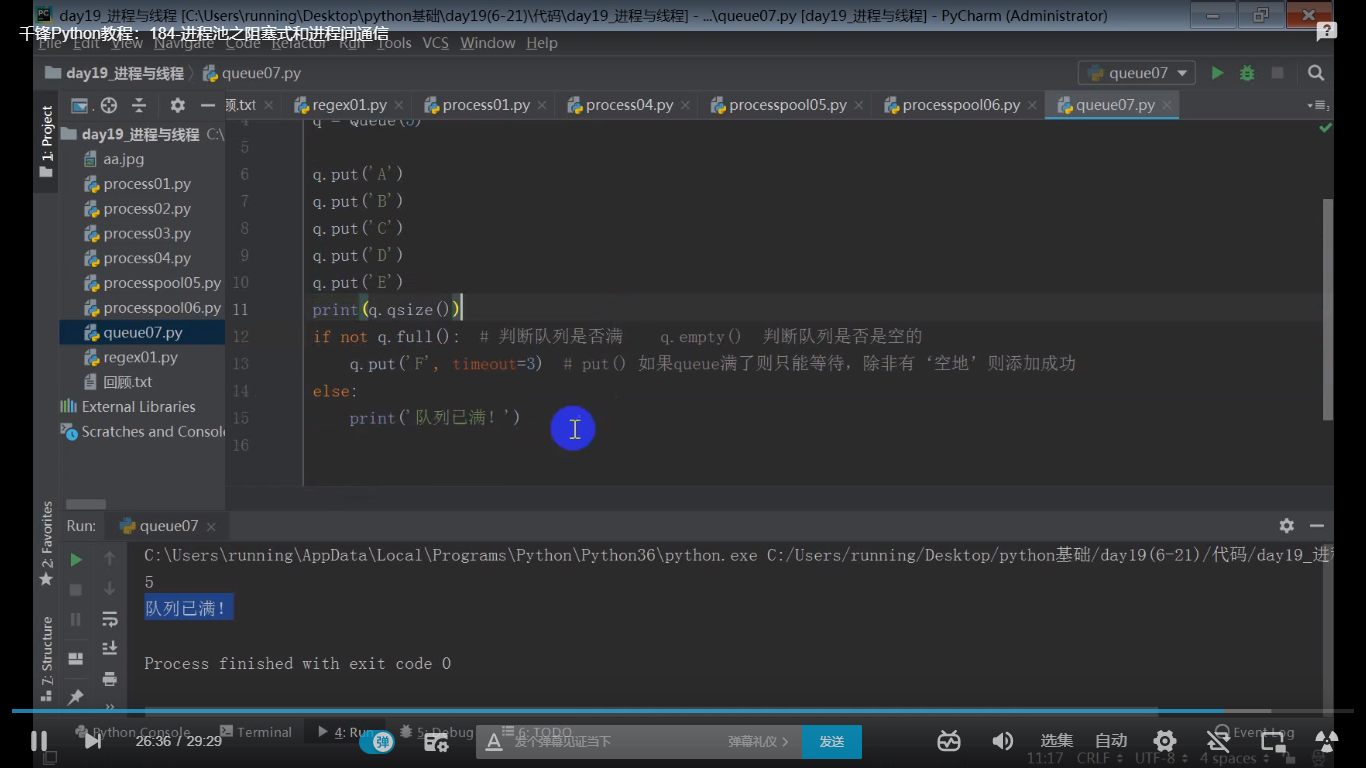 day19_进程与线程 [C:\Users\running\Desktop\python基础\day19(6-21)\代码\day19_进程与线程] - ...\queue07.py [day19_进程与线程] - PyCharm (Administrator)
千锋Python教程：184-进程池之阻塞式和进程间通信
File Edit View Navigate Code Refactor Run Tools VCS Window Help
day19_进程与线程 queue07.py queue07
顾.txt regex01.py process01.py process04.py processpool05.py processpool06.py queue07.py
1: Project
day19_进程与线程 C:\
aa.jpg
process01.py
process02.py
process03.py
process04.py
processpool05.py
processpool06.py
queue07.py
regex01.py
回顾.txt
External Libraries
Scratches and Consol
4 q = Queue(5)
5
6 q.put('A')
7 q.put('B')
8 q.put('C')
9 q.put('D')
10 q.put('E')
11 print(q.qsize())
12 if not q.full(): # 判断队列是否满 q.empty() 判断队列是否是空的
13 q.put('F', timeout=3) # put() 如果queue满了则只能等待，除非有‘空地’则添加成功
14 else:
15 print('队列已满！')
16
2: Favorites
7: Structure
Run: queue07
C:\Users\running\AppData\Local\Programs\Python\Python36\python.exe C:/Users/running/Desktop/python基础/day19(6-21)/代码/day19_进
5
队列已满！
Process finished with exit code 0
Python Console Terminal 4: Run 5: Debug 6: TODO Event Log
26:36 / 29:29 弹 发个弹幕见证当下 弹幕礼仪 发送 选集 自动
11:17 CRLF UTF-8 4 spaces